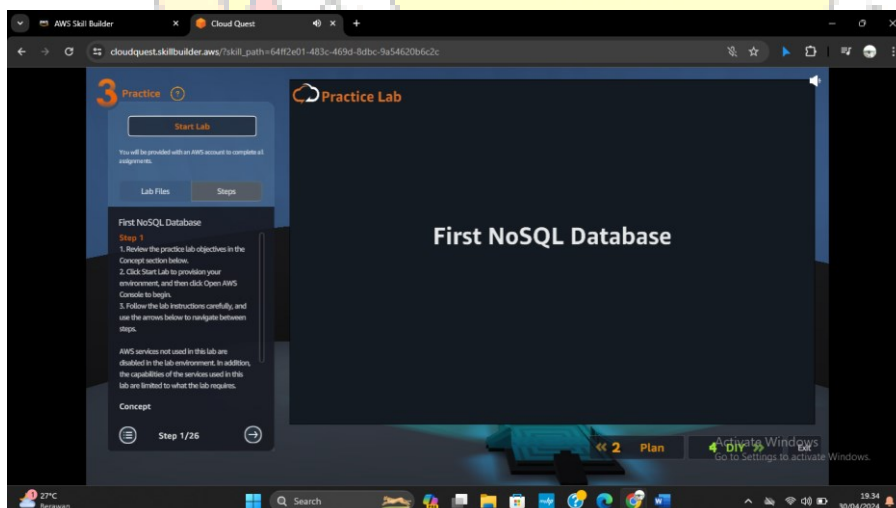 AWS Skill Builder
Cloud Quest
cloudquest.skillbuilder.aws/?skill_path=64ff2e01-483c-469d-8dbc-9a54620b6c2c
3 Practice
Start Lab
You will be provided with an AWS account to complete all
assignments.
Lab Files
Steps
First NoSQL Database
Step 1
1. Review the practice lab objectives in the
Concept section below.
2. Click Start Lab to provision your
environment, and then click Open AWS
Console to begin.
3. Follow the lab instructions carefully, and
use the arrows below to navigate between
steps.
AWS services not used in this lab are
disabled in the lab environment. In addition,
the capabilities of the services used in this
lab are limited to what the lab requires.
Concept
Step 1/26
Practice Lab
First NoSQL Database
2 Plan
4 DIY
Exit
Activate Windows
Go to Settings to activate Windows.
1
27°C
Berawan
Search
19.34
30/04/2024